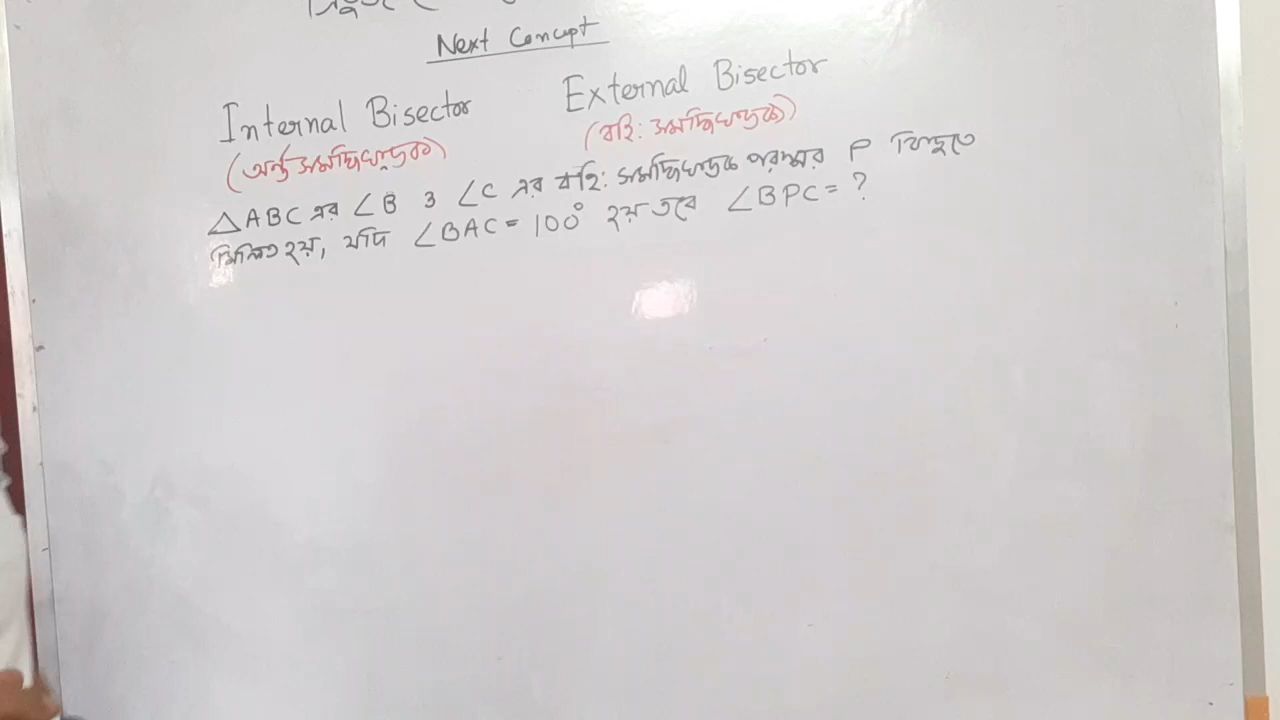 Next Concept
Internal Bisector External Bisector
(অর্ন্ত সমদ্বিখণ্ডক) (বহি: সমদ্বিখণ্ডক)
△ABC এর ∠B ও ∠C এর বহি: সমদ্বিখণ্ডক পরস্পর P বিন্দুতে
মিলিত হয়, যদি ∠BAC = 100° হয় তবে ∠BPC = ?